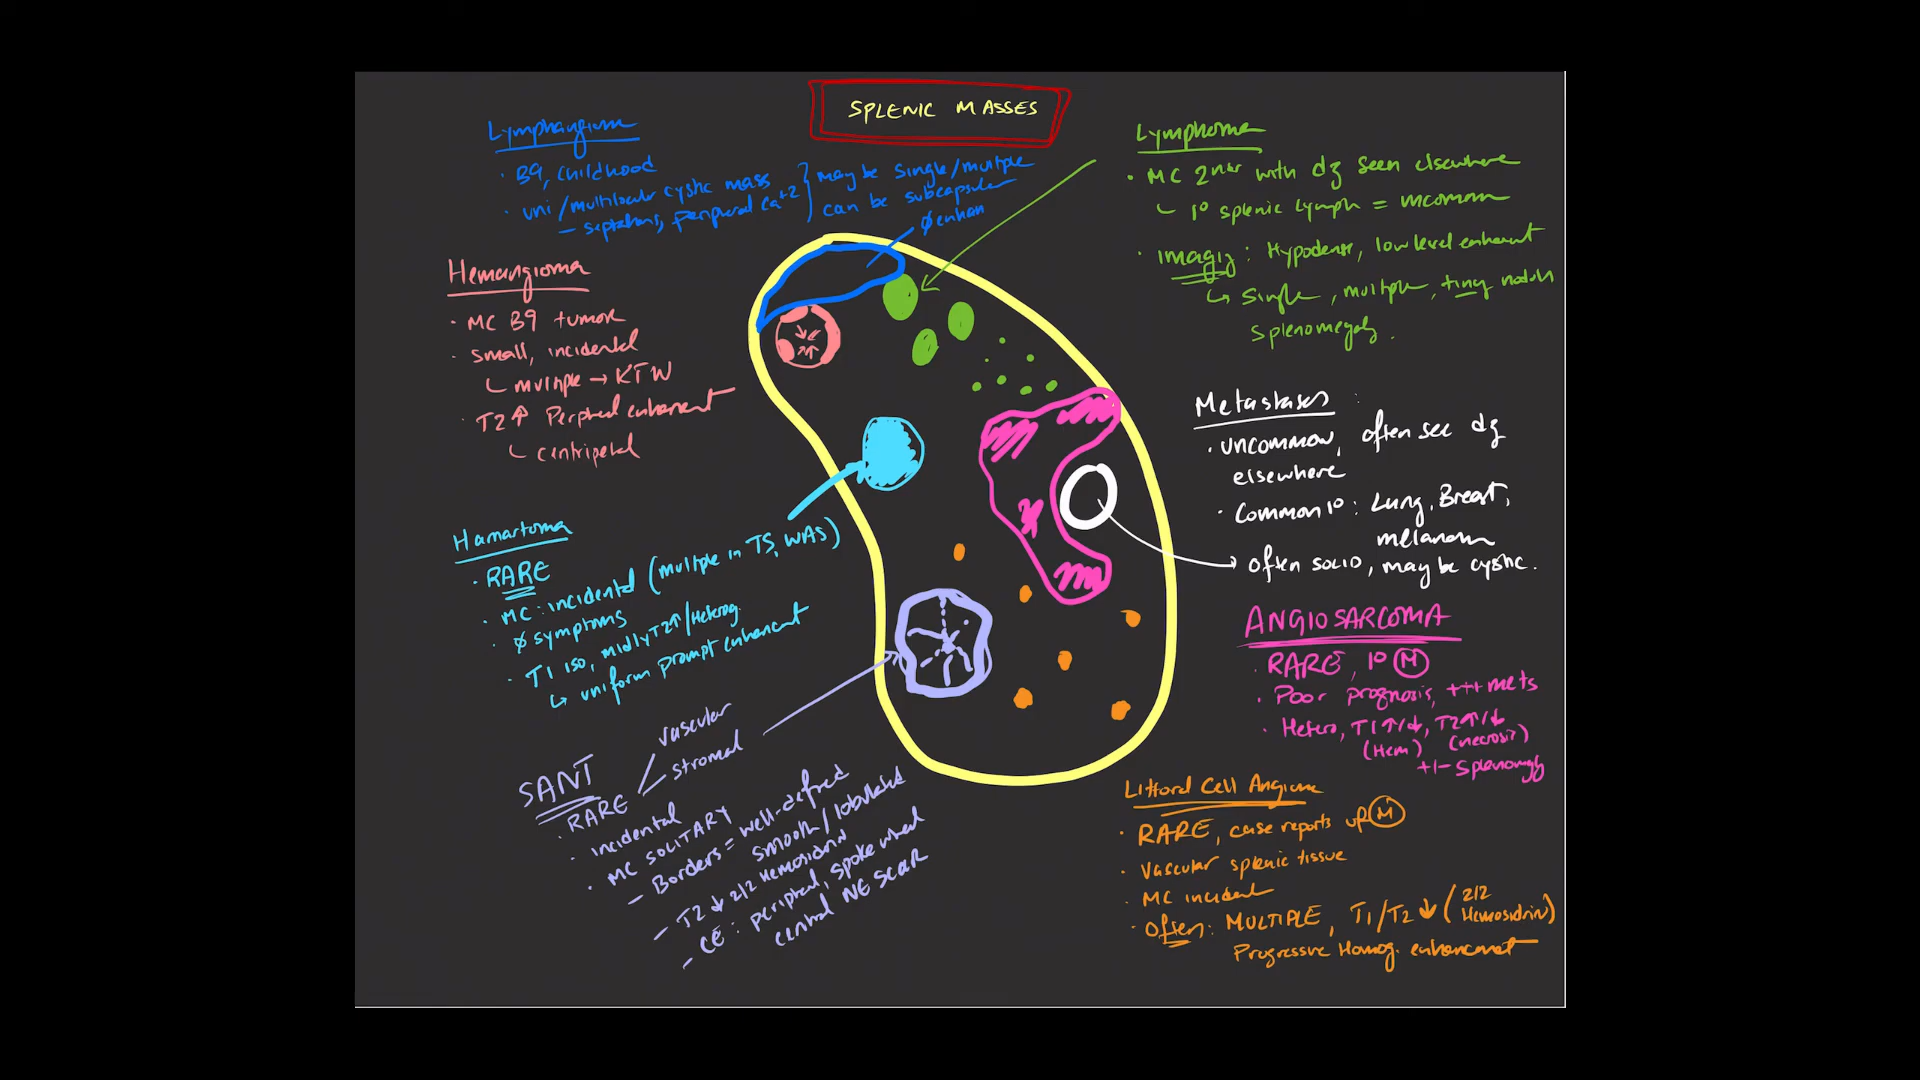 SPLENIC MASSES
Lymphangioma
• B9, childhood
• uni/multilocular cystic mass
– septations, peripheral Ca+2
may be single/multiple
can be subcapsular
Ø enhan
Hemangioma
• MC B9 tumor
• small, incidental
↳ multiple → KTW
• T2↑ Peripheral enhancement
↳ centripetal
Hamartoma
• RARE
• MC: incidental (multiple in TS, WAS)
• Ø symptoms
• T1 iso, mildly T2↑/Heterog.
↳ uniform prompt enhancement
SANT
vascular
stromal
• RARE
• incidental
• MC SOLITARY
– Borders = well-defined
smooth/lobulated
– T2↓ 2/2 Hemosiderin
– CE: peripheral, spoke wheel
central NE SCAR
Lymphoma
• MC 2nd with dz seen elsewhere
↳ 1° splenic lymph = uncommon
• imaging: Hypodense, low level enhancement
↳ single, multiple, tiny nodules
splenomegaly.
Metastases:
• uncommon, often see dz
elsewhere
• Common 1°: Lung, Breast,
melanoma
→ often solid, may be cystic.
ANGIOSARCOMA
• RARE, 1° M
• Poor prognosis, +++mets
• Hetero, T1↑/↓, T2↑/↓
(Hem) (necrosis)
+/- splenomegaly
Littoral Cell Angioma
• RARE, case reports of M
• Vascular splenic tissue
• MC incidental
• Often: MULTIPLE, T1/T2↓ (2/2
Hemosidrin)
Progressive Homog. enhancement